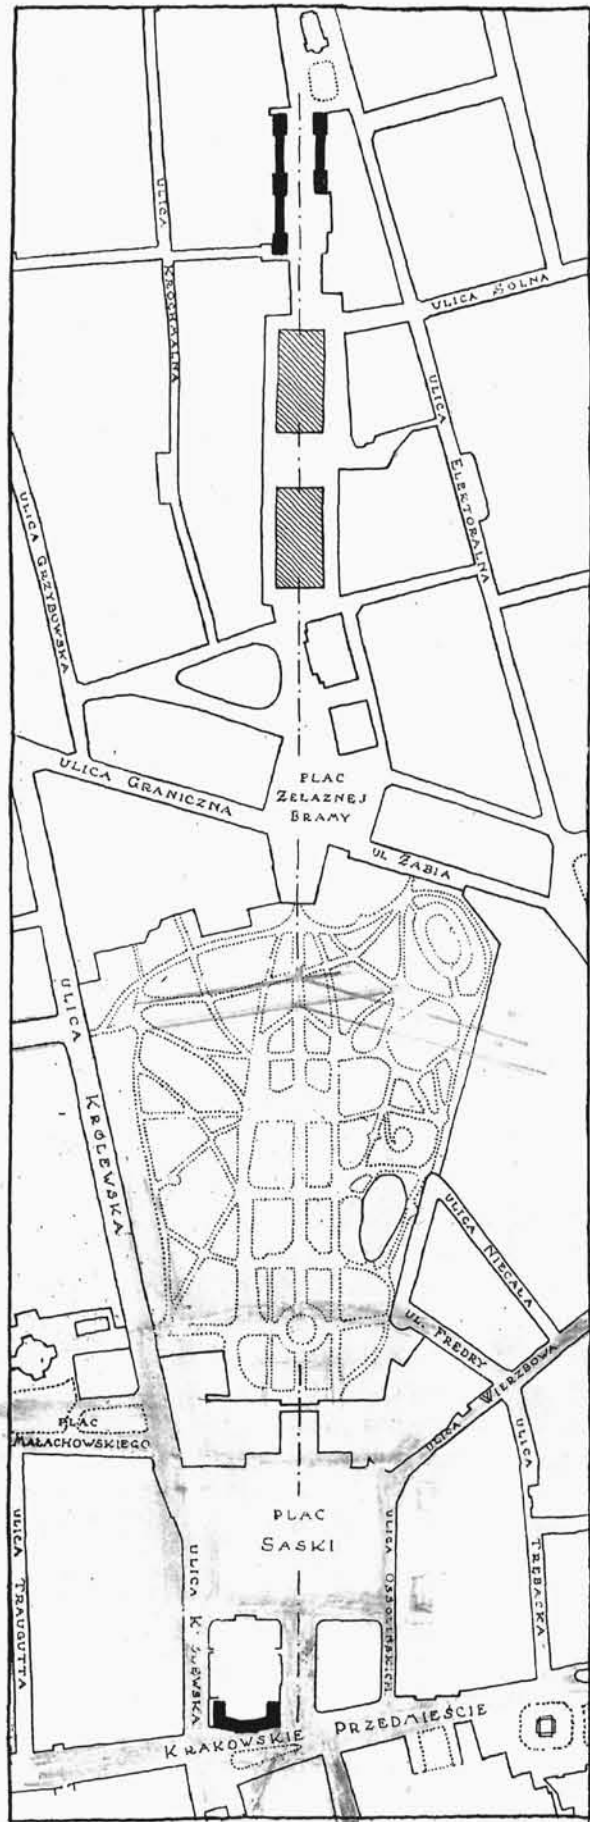 ULICA
KROCHMALNA
ULICA SOLNA
ULICA
ELEKTORALNA
ULICA GRZYBOWSKA
ULICA GRANICZNA
PLAC
ŻELAZNEJ
BRAMY
UL ŻABIA
ULICA
KRÓLEWSKA
ULICA NIECAŁA
UL. FREDRY
ULICA WIERZBOWA
PLAC
MAŁACHOWSKIEGO
ULICA
TRĘBACKA
PLAC
SASKI
ULICA TRAUGUTTA
ULICA
ULICA OSSOLIŃSKICH
KRAKOWSKIE PRZEDMIEŚCIE